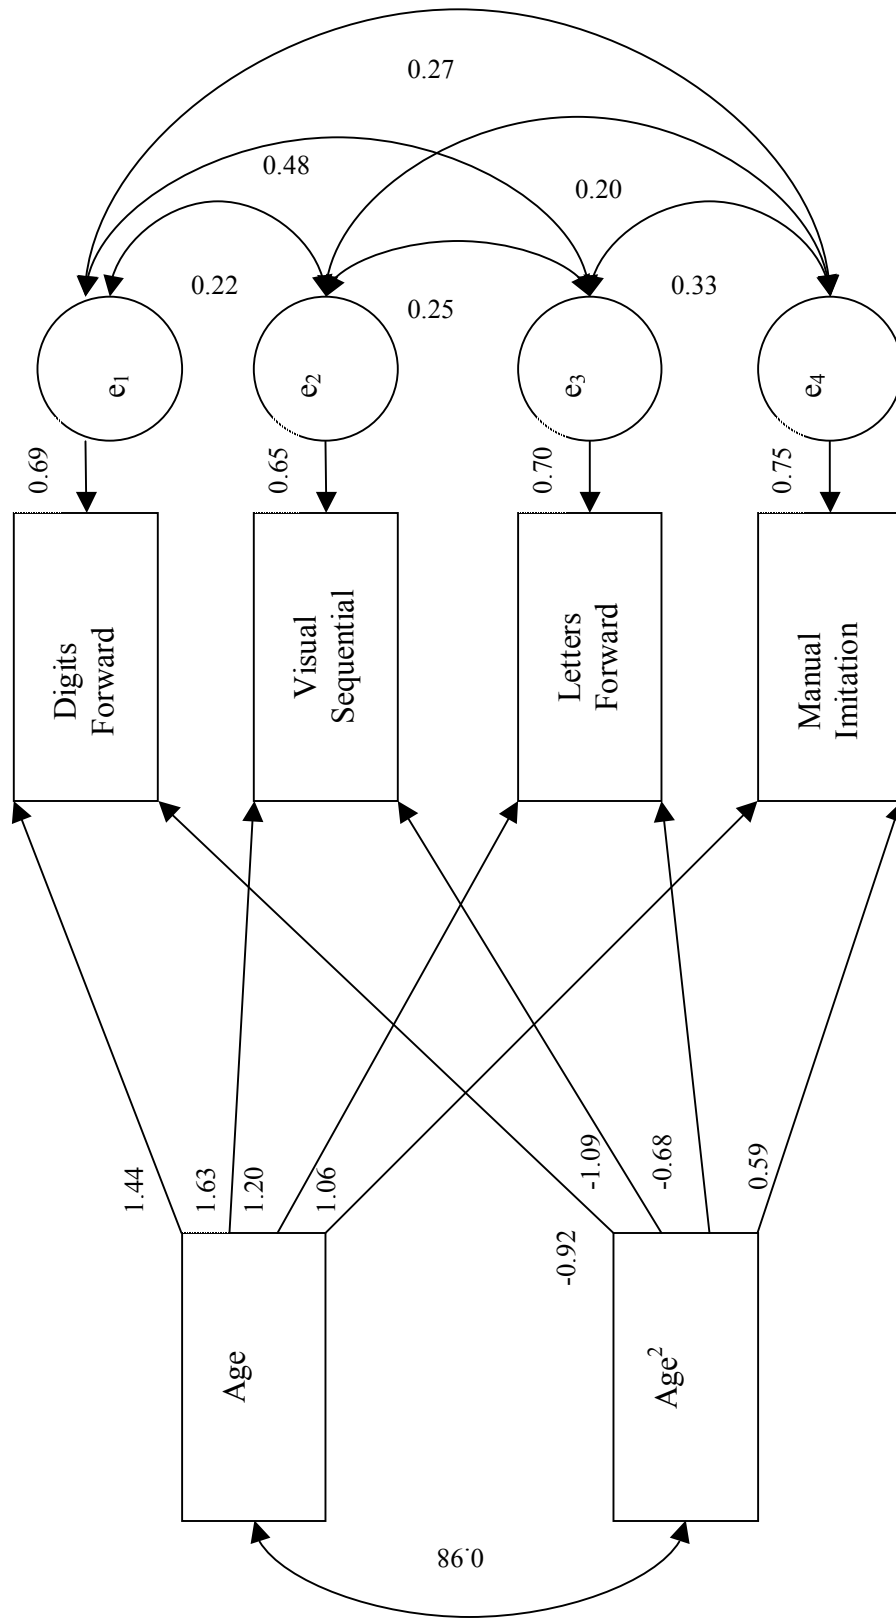 0.27
0.48
0.20
0.22
0.25
0.33
e1
e2
e3
e4
0.69
0.65
0.70
0.75
Digits
Forward
Visual
Sequential
Letters
Forward
Manual
Imitation
1.44
1.63
1.20
1.06
-0.92
-1.09
-0.68
0.59
Age
Age²
0.98